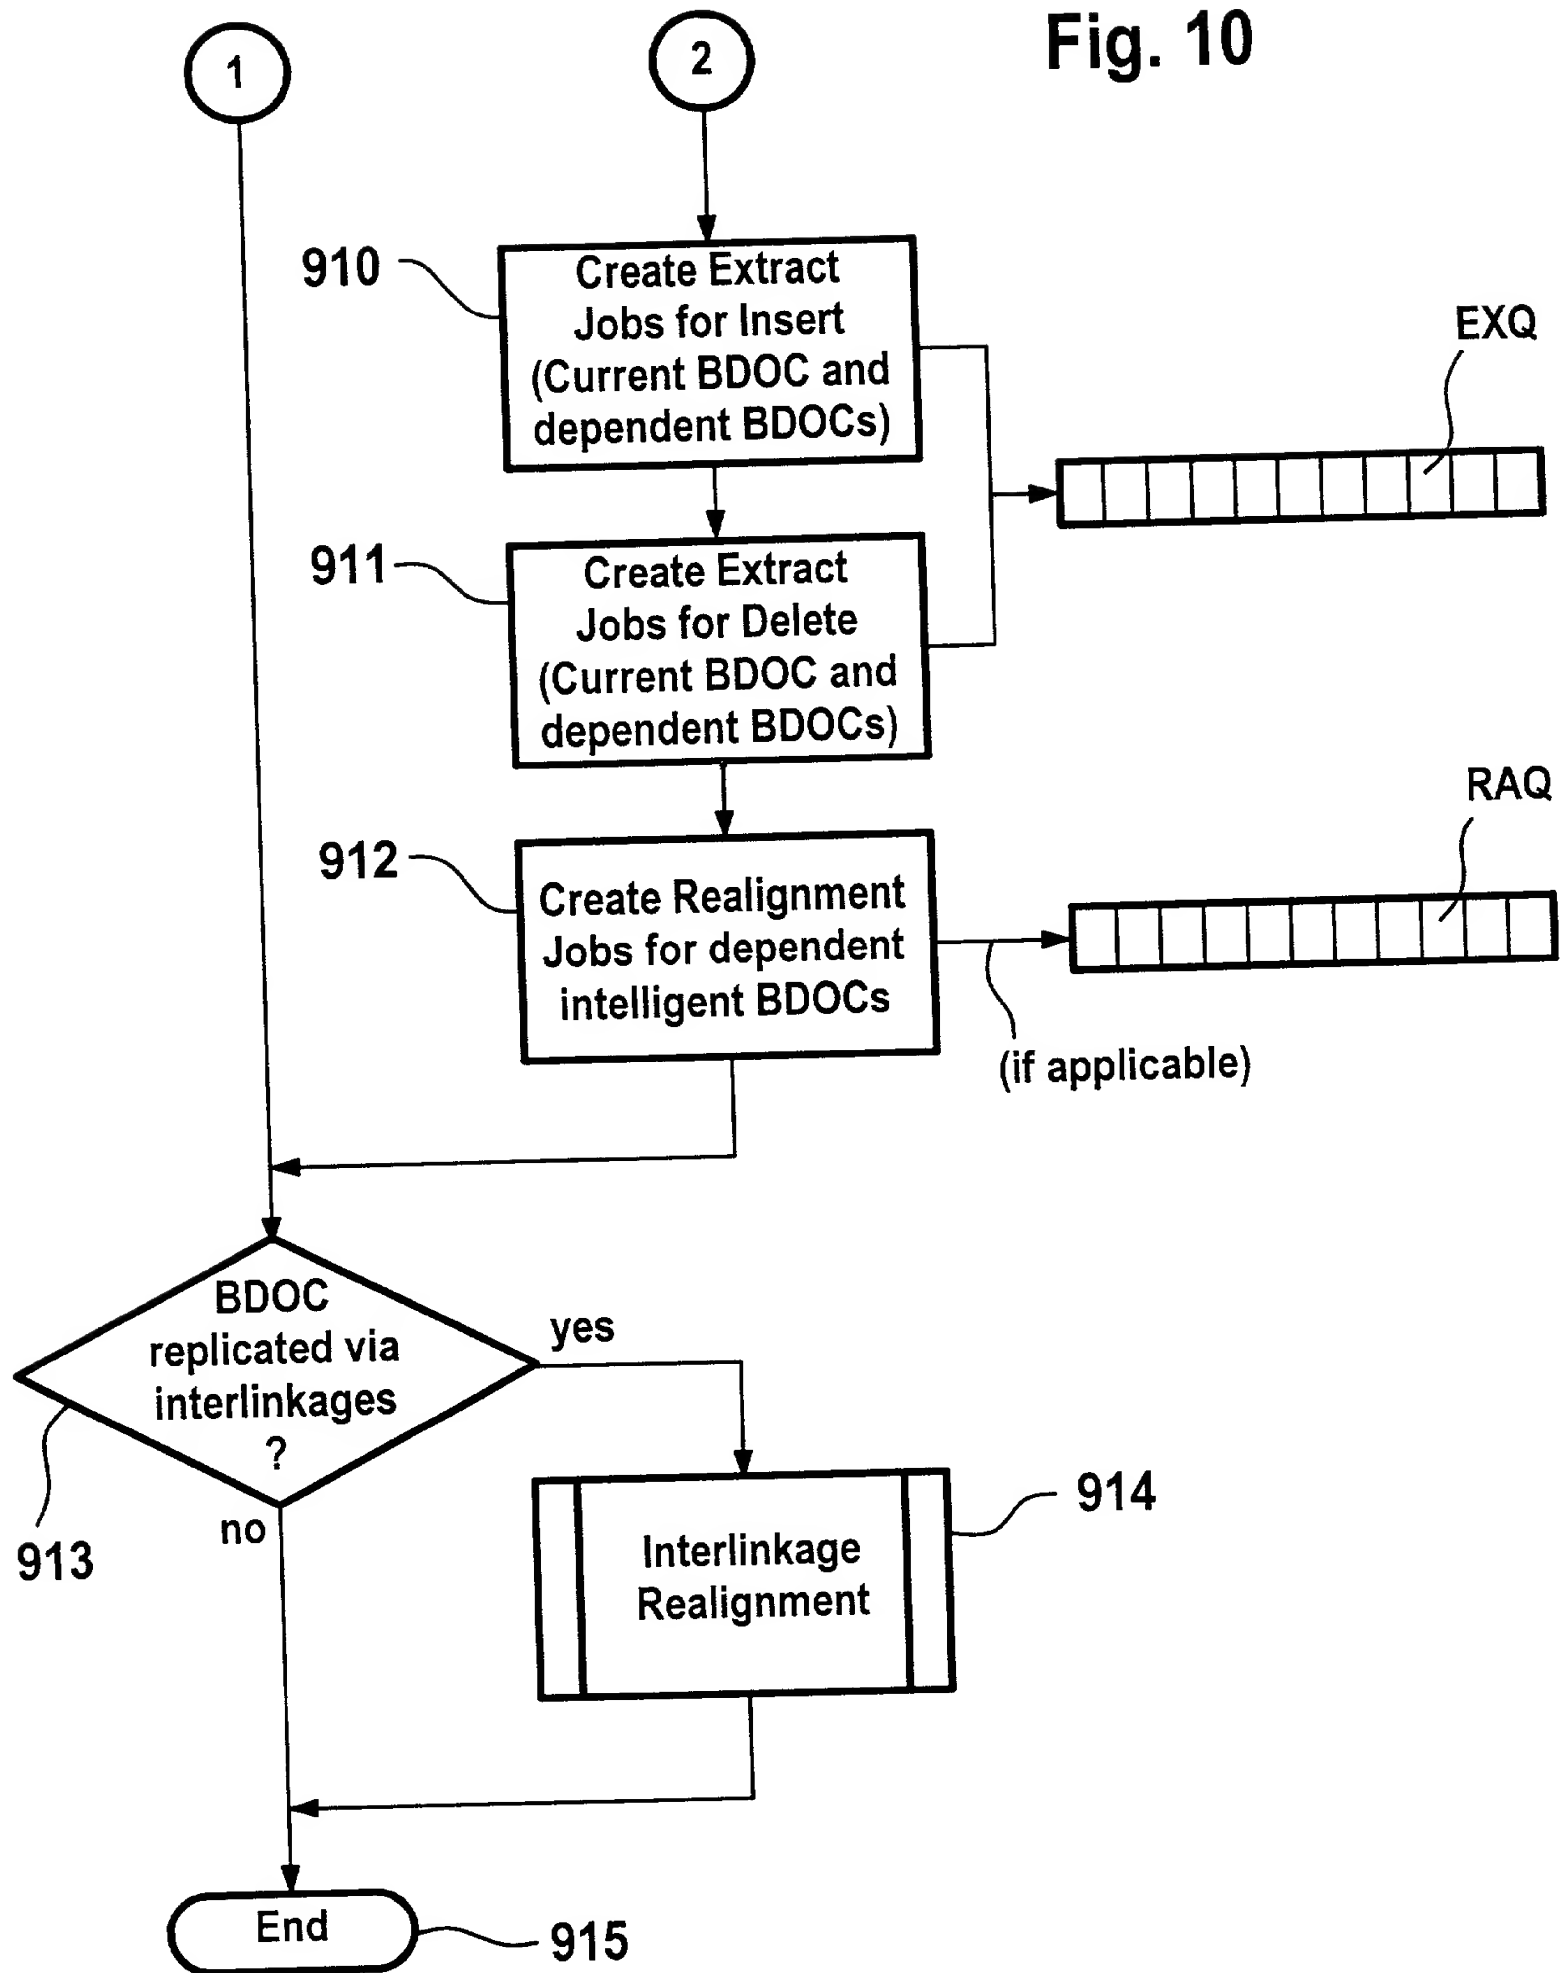 Fig. 10
1
2
910
Create Extract
Jobs for Insert
(Current BDOC and
dependent BDOCs)
EXQ
911
Create Extract
Jobs for Delete
(Current BDOC and
dependent BDOCs)
RAQ
912
Create Realignment
Jobs for dependent
intelligent BDOCs
(if applicable)
BDOC
replicated via
interlinkages
?
yes
no
913
Interlinkage
Realignment
914
End
915